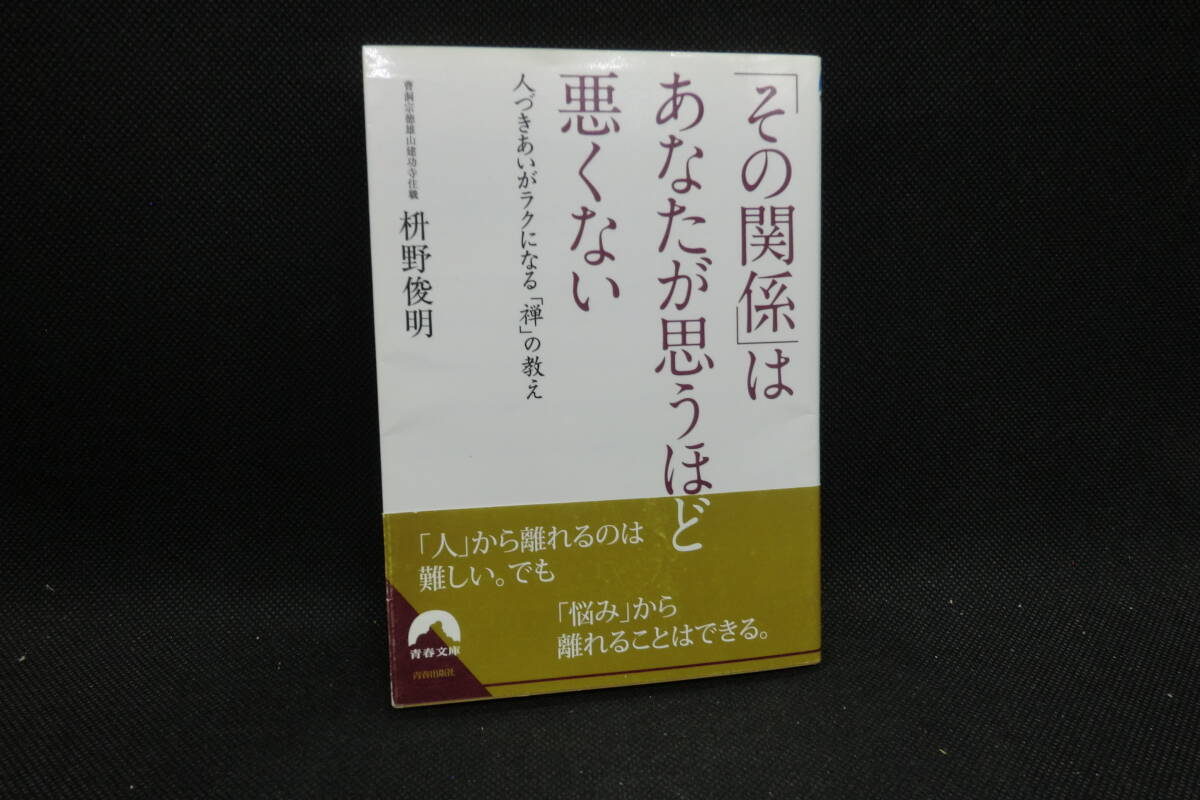 「その関係」は
あなたが思うほど
悪くない
人づきあいがラクになる「禅」の教え
曹洞宗徳雄山建功寺住職
枡野俊明
「人」から離れるのは
難しい。でも
「悩み」から
離れることはできる。
青春文庫
青春出版社